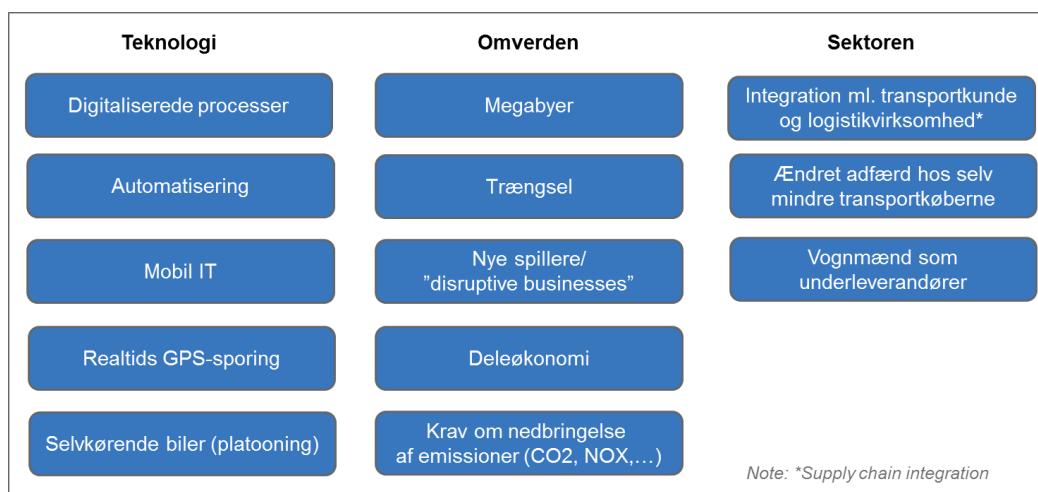 Teknologi
Digitaliserede processer
Automatisering
Mobil IT
Realtids GPS-sporing
Selvkørende biler (platooning)
Omverden
Megabyer
Trængsel
Nye spillere/
”disruptive businesses”
Deleøkonomi
Krav om nedbringelse
af emissioner (CO2, NOX,…)
Sektoren
Integration ml. transportkunde
og logistikvirksomhed*
Ændret adfærd hos selv
mindre transportkøberne
Vognmænd som
underleverandører
Note: *Supply chain integration